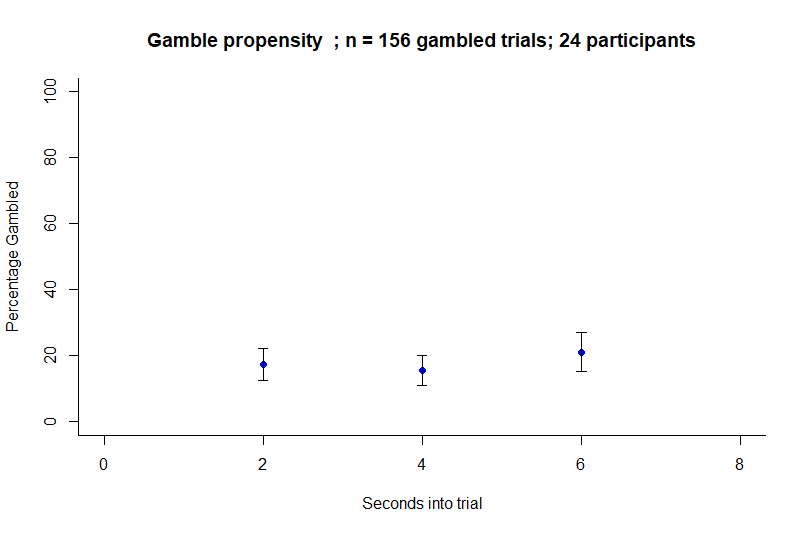 Gamble propensity  ; n = 156 gambled trials; 24 participants
Percentage Gambled
100
80
60
40
20
0
0 2 4 6 8
Seconds into trial